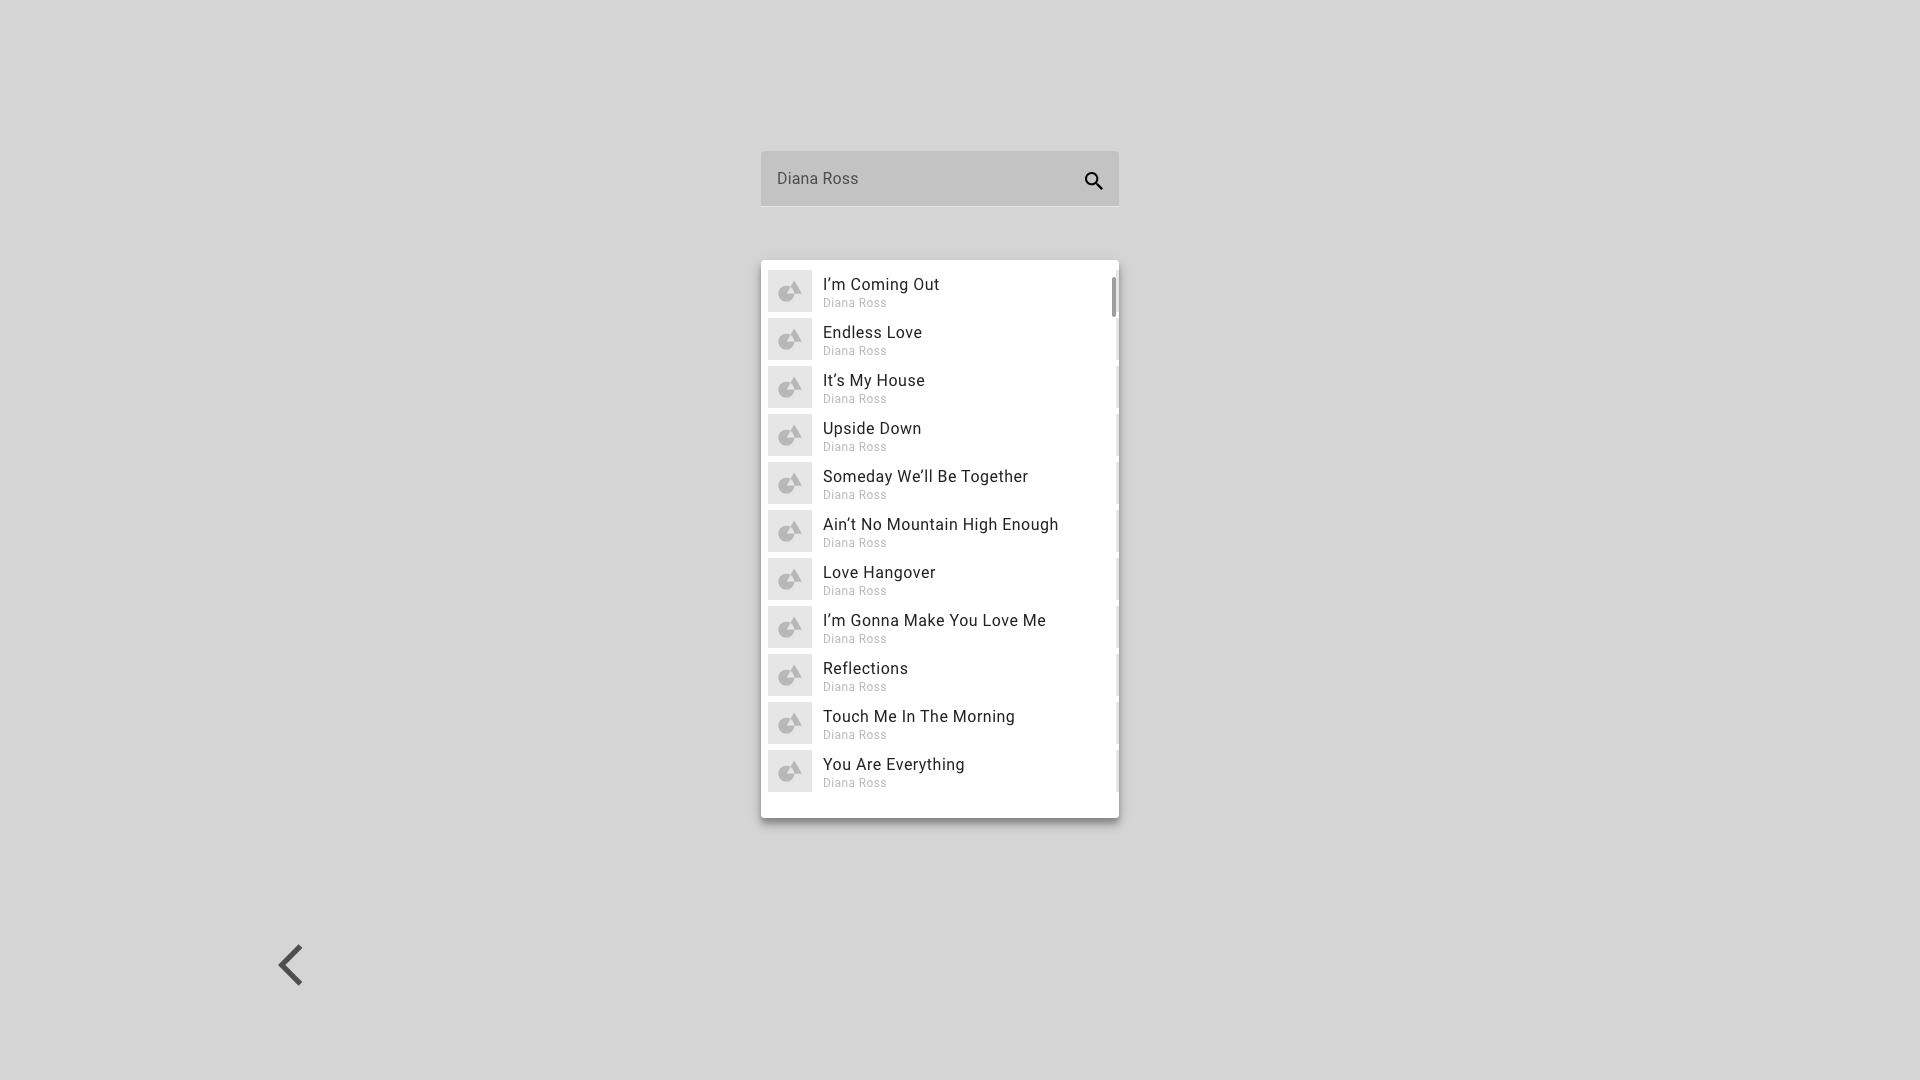 Diana Ross
I’m Coming Out
Diana Ross
Endless Love
Diana Ross
It’s My House
Diana Ross
Upside Down
Diana Ross
Someday We’ll Be Together
Diana Ross
Ain’t No Mountain High Enough
Diana Ross
Love Hangover
Diana Ross
I’m Gonna Make You Love Me
Diana Ross
Reflections
Diana Ross
Touch Me In The Morning
Diana Ross
You Are Everything
Diana Ross